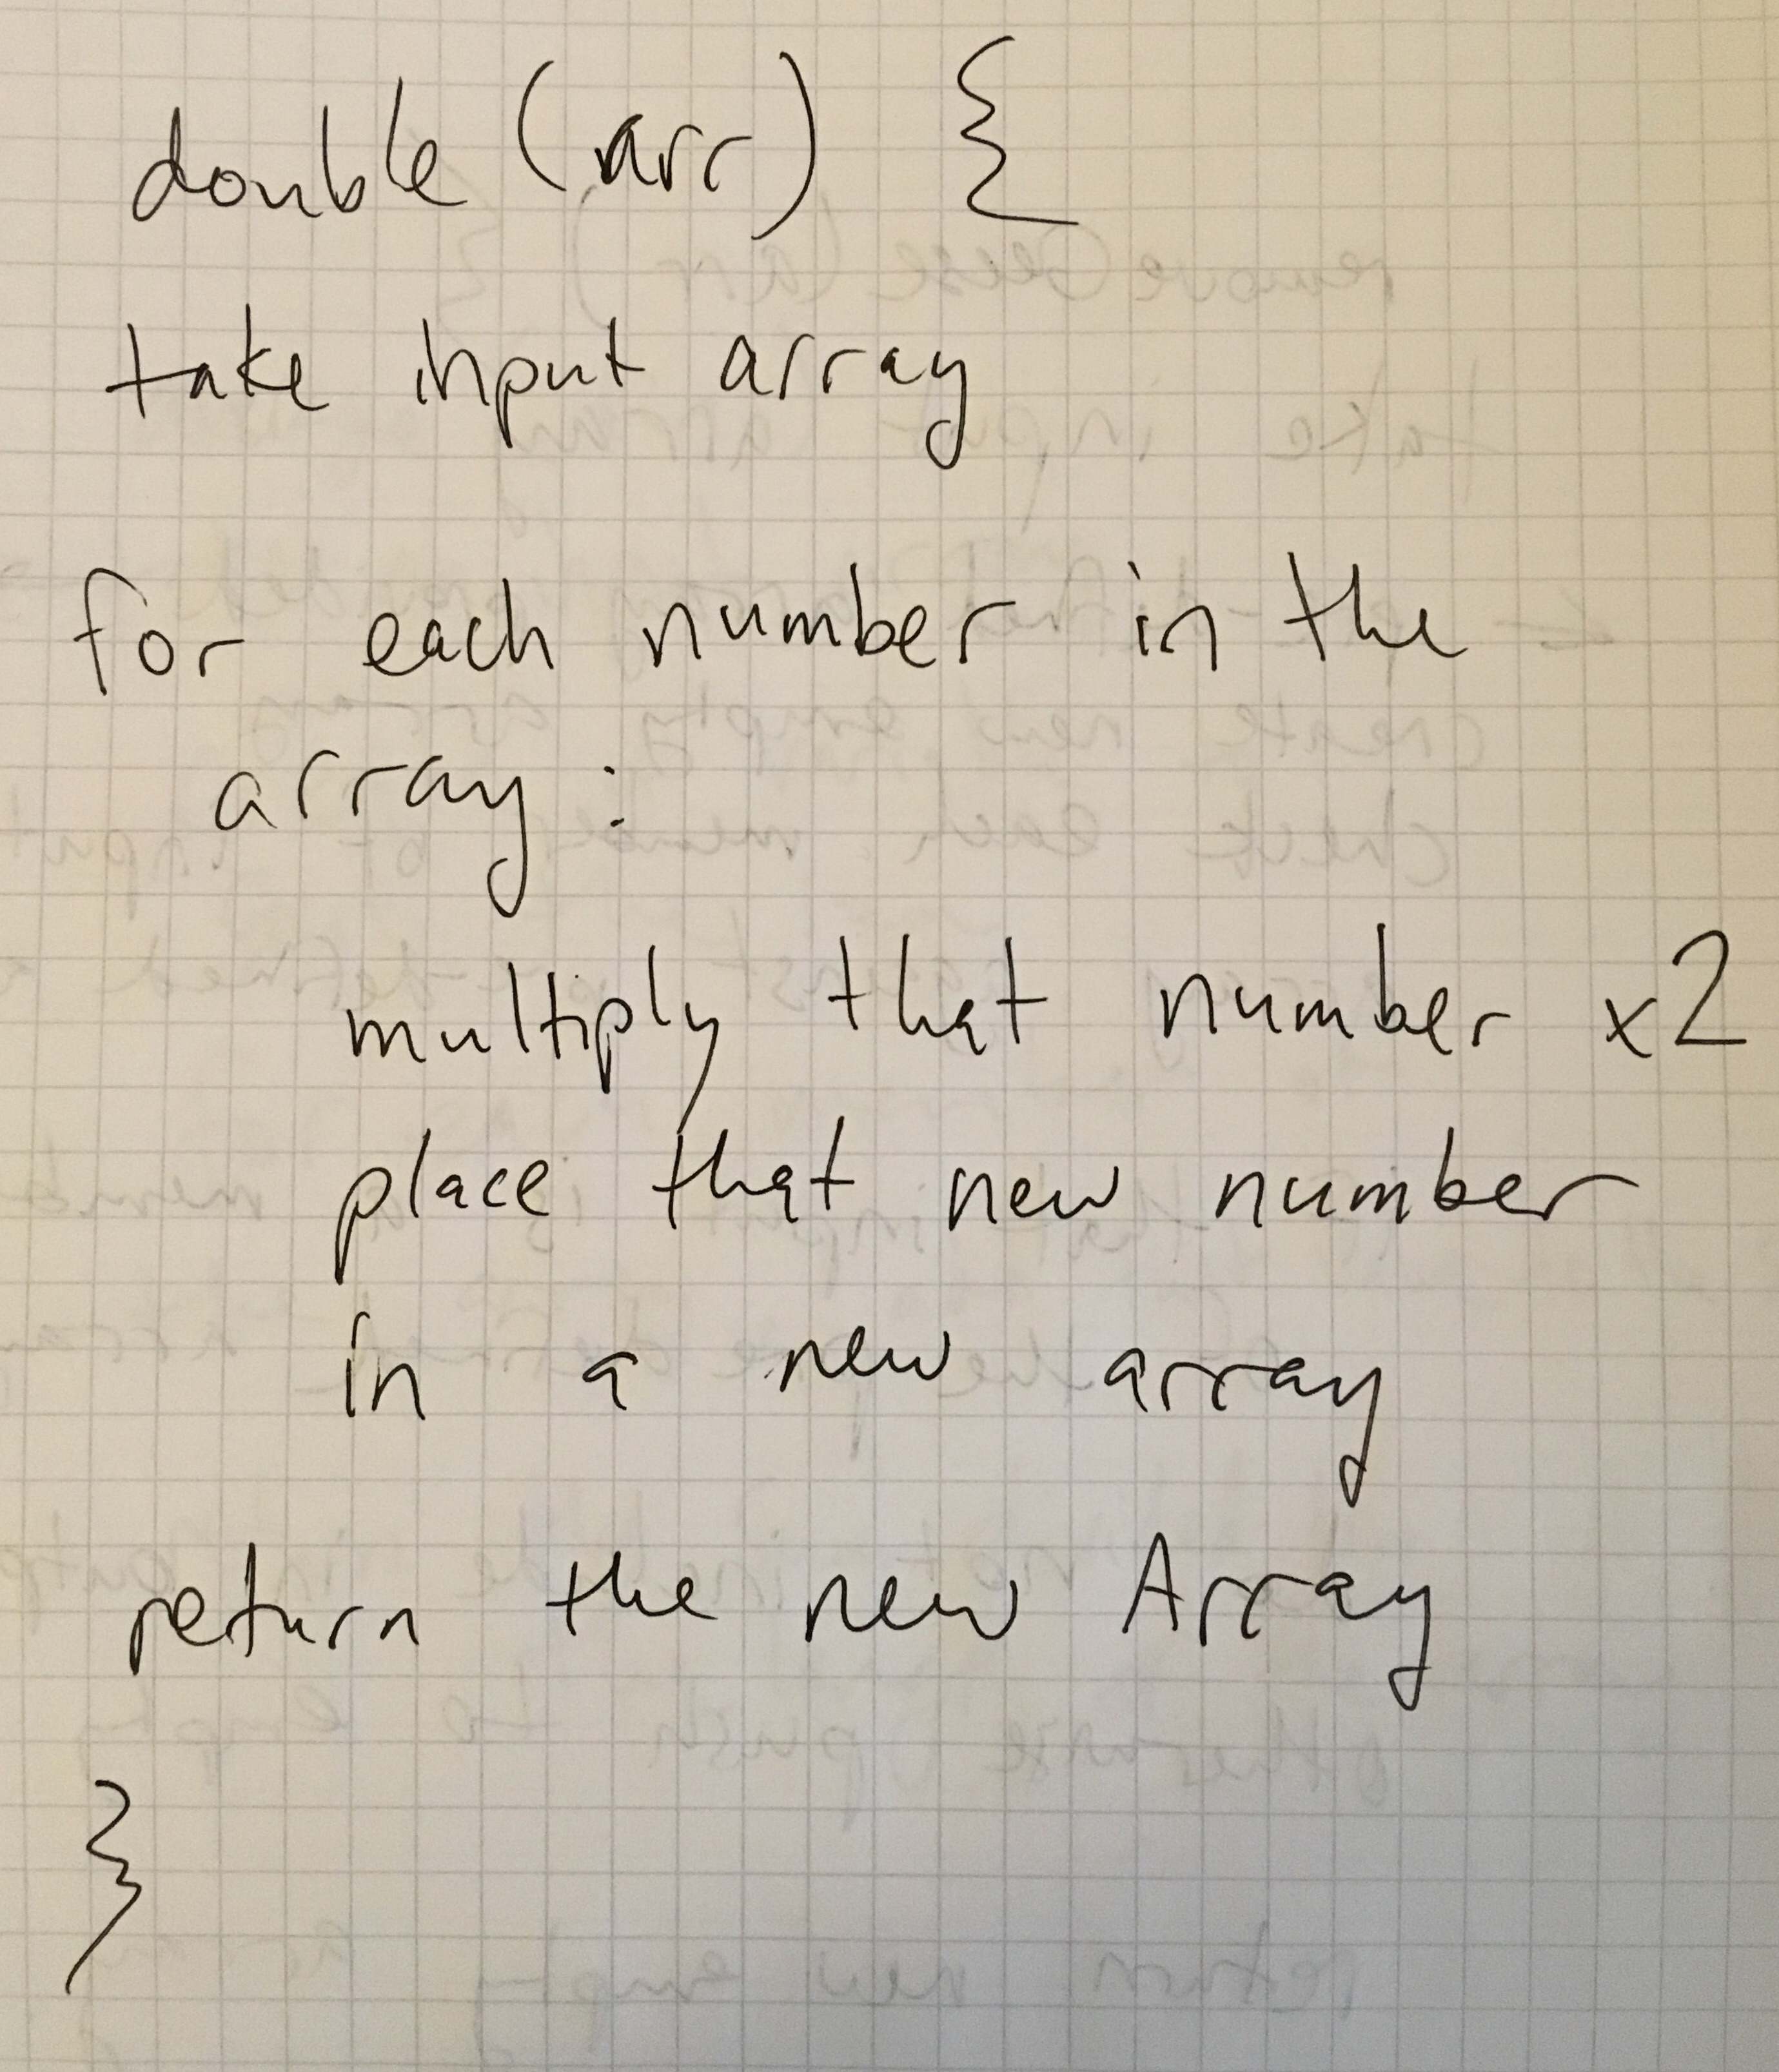 double (arr) {
take input array
for each number in the
array:
multiply that number x2
place that new number
in a new array
return the new Array
}